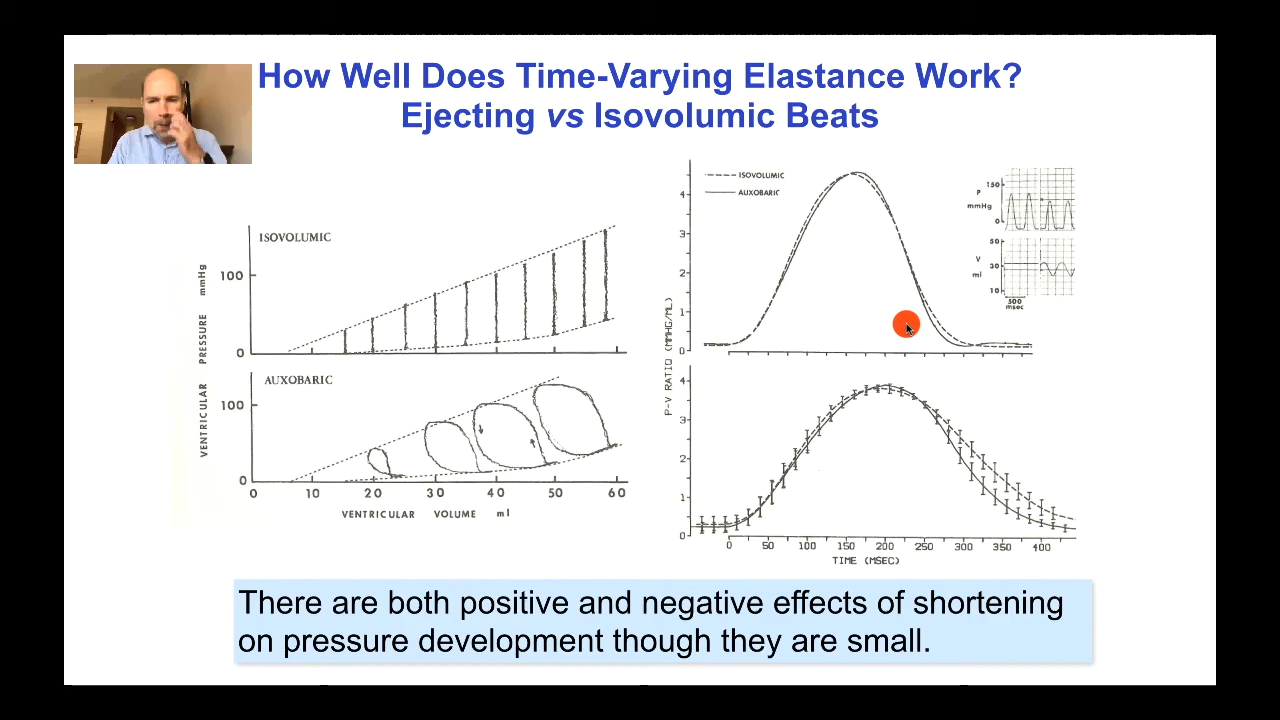 How Well Does Time-Varying Elastance Work?
Ejecting vs Isovolumic Beats
ISOVOLUMIC
100
0
VENTRICULAR PRESSURE mmHg
AUXOBARIC
100
0
0 10 20 30 40 50 60
VENTRICULAR VOLUME ml
ISOVOLUMIC
AUXOBARIC
4
3
2
1
0
P-V RATIO (MMHG/ML)
4
3
2
1
0
0 50 100 150 200 250 300 350 400
TIME (MSEC)
150
P
mmHg
0
50
V
30
ml
10
500
msec
There are both positive and negative effects of shortening
on pressure development though they are small.